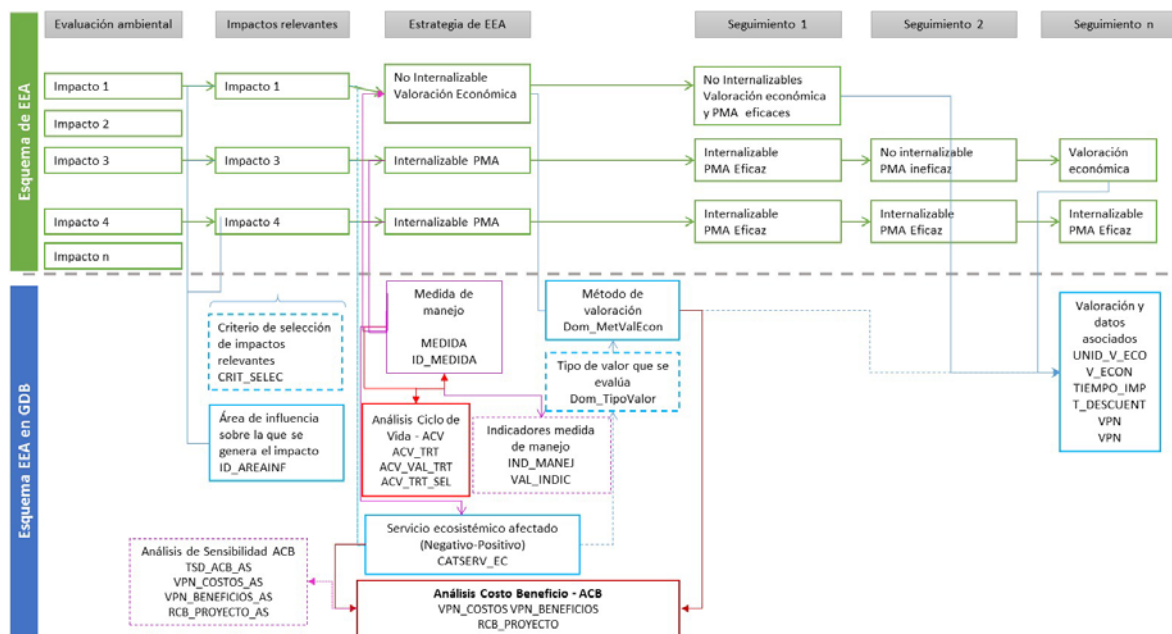 Evaluación ambiental
Impactos relevantes
Estrategia de EEA
Seguimiento 1
Seguimiento 2
Seguimiento n
Esquema de EEA
Impacto 1
Impacto 1
No Internalizable
Valoración Económica
No Internalizables
Valoración económica
y PMA eficaces
Impacto 2
Impacto 3
Impacto 3
Internalizable PMA
Internalizable
PMA Eficaz
No internalizable
PMA ineficaz
Valoración
económica
Impacto 4
Impacto 4
Internalizable PMA
Internalizable
PMA Eficaz
Internalizable
PMA Eficaz
Internalizable
PMA Eficaz
Impacto n
Esquema EEA en GDB
Criterio de selección
de impactos
relevantes
CRIT_SELEC
Área de influencia
sobre la que se
genera el impacto
ID_AREAINF
Medida de
manejo
MEDIDA
ID_MEDIDA
Método de
valoración
Dom_MetValEcon
Tipo de valor que se
evalúa
Dom_TipoValor
Análisis Ciclo de
Vida - ACV
ACV_TRT
ACV_VAL_TRT
ACV_TRT_SEL
Indicadores medida
de manejo
IND_MANEJ
VAL_INDIC
Valoración y
datos
asociados
UNID_V_ECO
V_ECON
TIEMPO_IMP
T_DESCUENT
VPN
VPN
Servicio ecosistémico afectado
(Negativo-Positivo)
CATSERV_EC
Análisis de Sensibilidad ACB
TSD_ACB_AS
VPN_COSTOS_AS
VPN_BENEFICIOS_AS
RCB_PROYECTO_AS
Análisis Costo Beneficio - ACB
VPN_COSTOS VPN_BENEFICIOS
RCB_PROYECTO